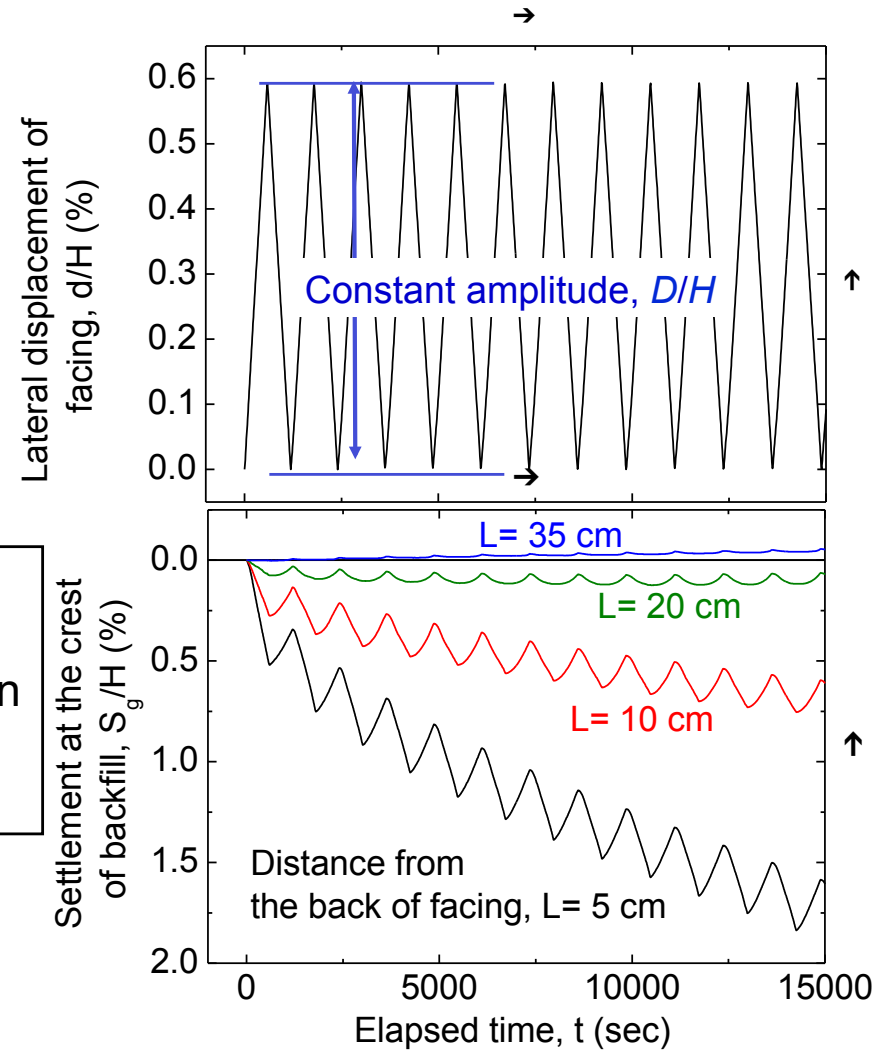 →
Lateral displacement of
facing, d/H (%)
0.6
0.5
0.4
0.3
0.2
0.1
0.0
Constant amplitude, D/H
↑
→
n
Settlement at the crest
of backfill, S_g/H (%)
0.0
0.5
1.0
1.5
2.0
L= 35 cm
L= 20 cm
L= 10 cm
↑
Distance from
the back of facing, L= 5 cm
0 5000 10000 15000
Elapsed time, t (sec)